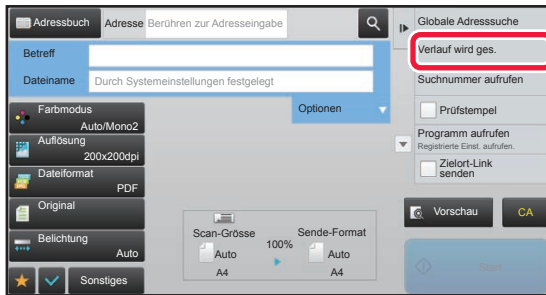 Adressbuch
Adresse
Berühren zur Adresseingabe
Betreff
Dateiname
Durch Systemeinstellungen festgelegt
Optionen
Farbmodus
Auto/Mono2
Auflösung
200x200dpi
Dateiformat
PDF
Original
Belichtung
Auto
Sonstiges
Scan-Grösse
Auto
A4
100%
Sende-Format
Auto
A4
Globale Adresssuche
Verlauf wird ges.
Suchnummer aufrufen
Prüfstempel
Programm aufrufen
Registrierte Einst. aufrufen.
Zielort-Link
senden
Vorschau
CA
Start